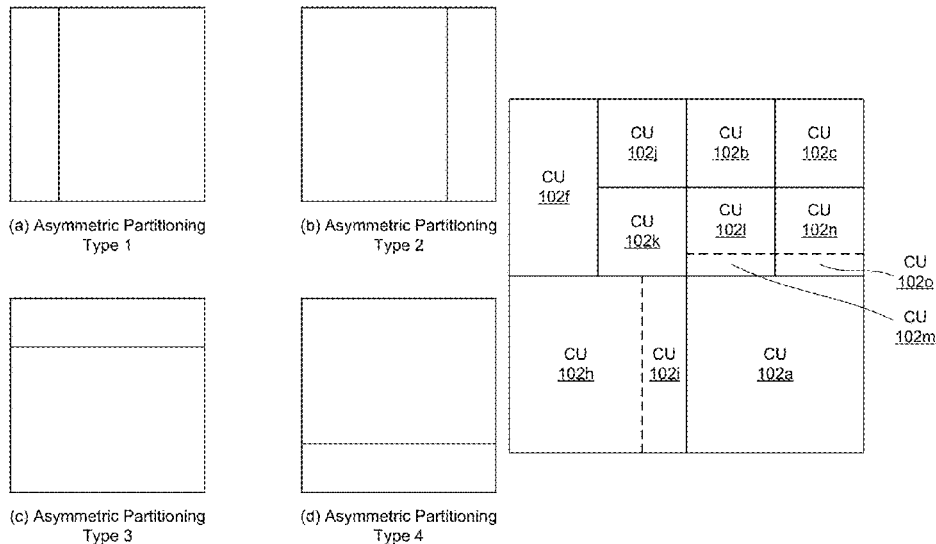 (a) Asymmetric Partitioning
Type 1
(b) Asymmetric Partitioning
Type 2
(c) Asymmetric Partitioning
Type 3
(d) Asymmetric Partitioning
Type 4
CU
102f
CU
102j
CU
102b
CU
102c
CU
102k
CU
102l
CU
102n
CU
102o
CU
102m
CU
102h
CU
102i
CU
102a